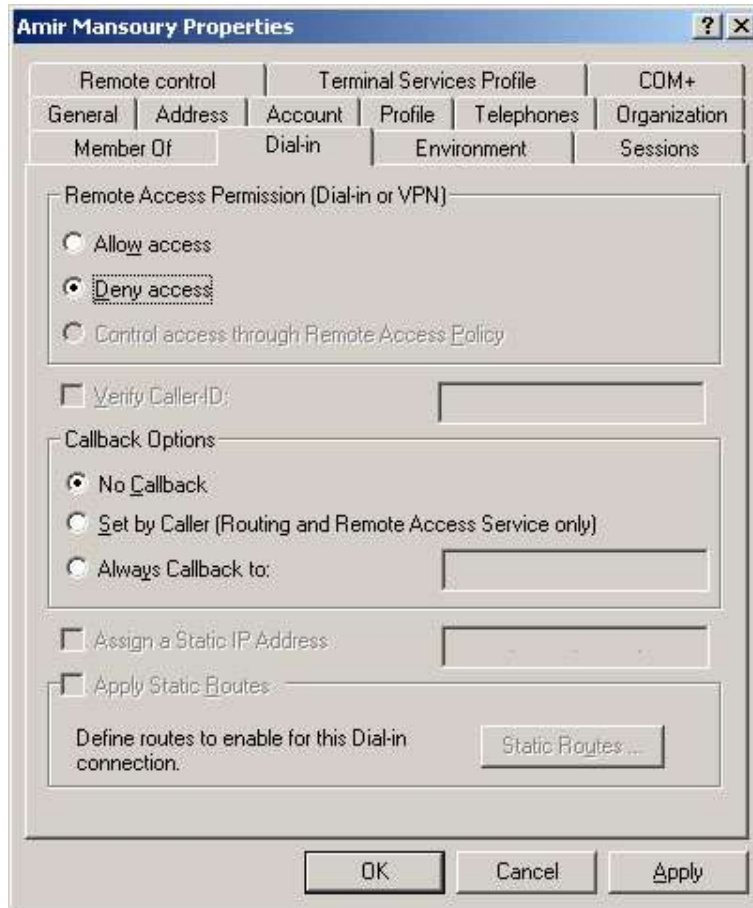 Amir Mansoury Properties
Remote control Terminal Services Profile COM+
General Address Account Profile Telephones Organization
Member Of Dial-in Environment Sessions
Remote Access Permission (Dial-in or VPN)
Allow access
Deny access
Control access through Remote Access Policy
Verify Caller-ID:
Callback Options
No Callback
Set by Caller (Routing and Remote Access Service only)
Always Callback to:
Assign a Static IP Address
Apply Static Routes
Define routes to enable for this Dial-in
connection.
Static Routes ...
OK Cancel Apply